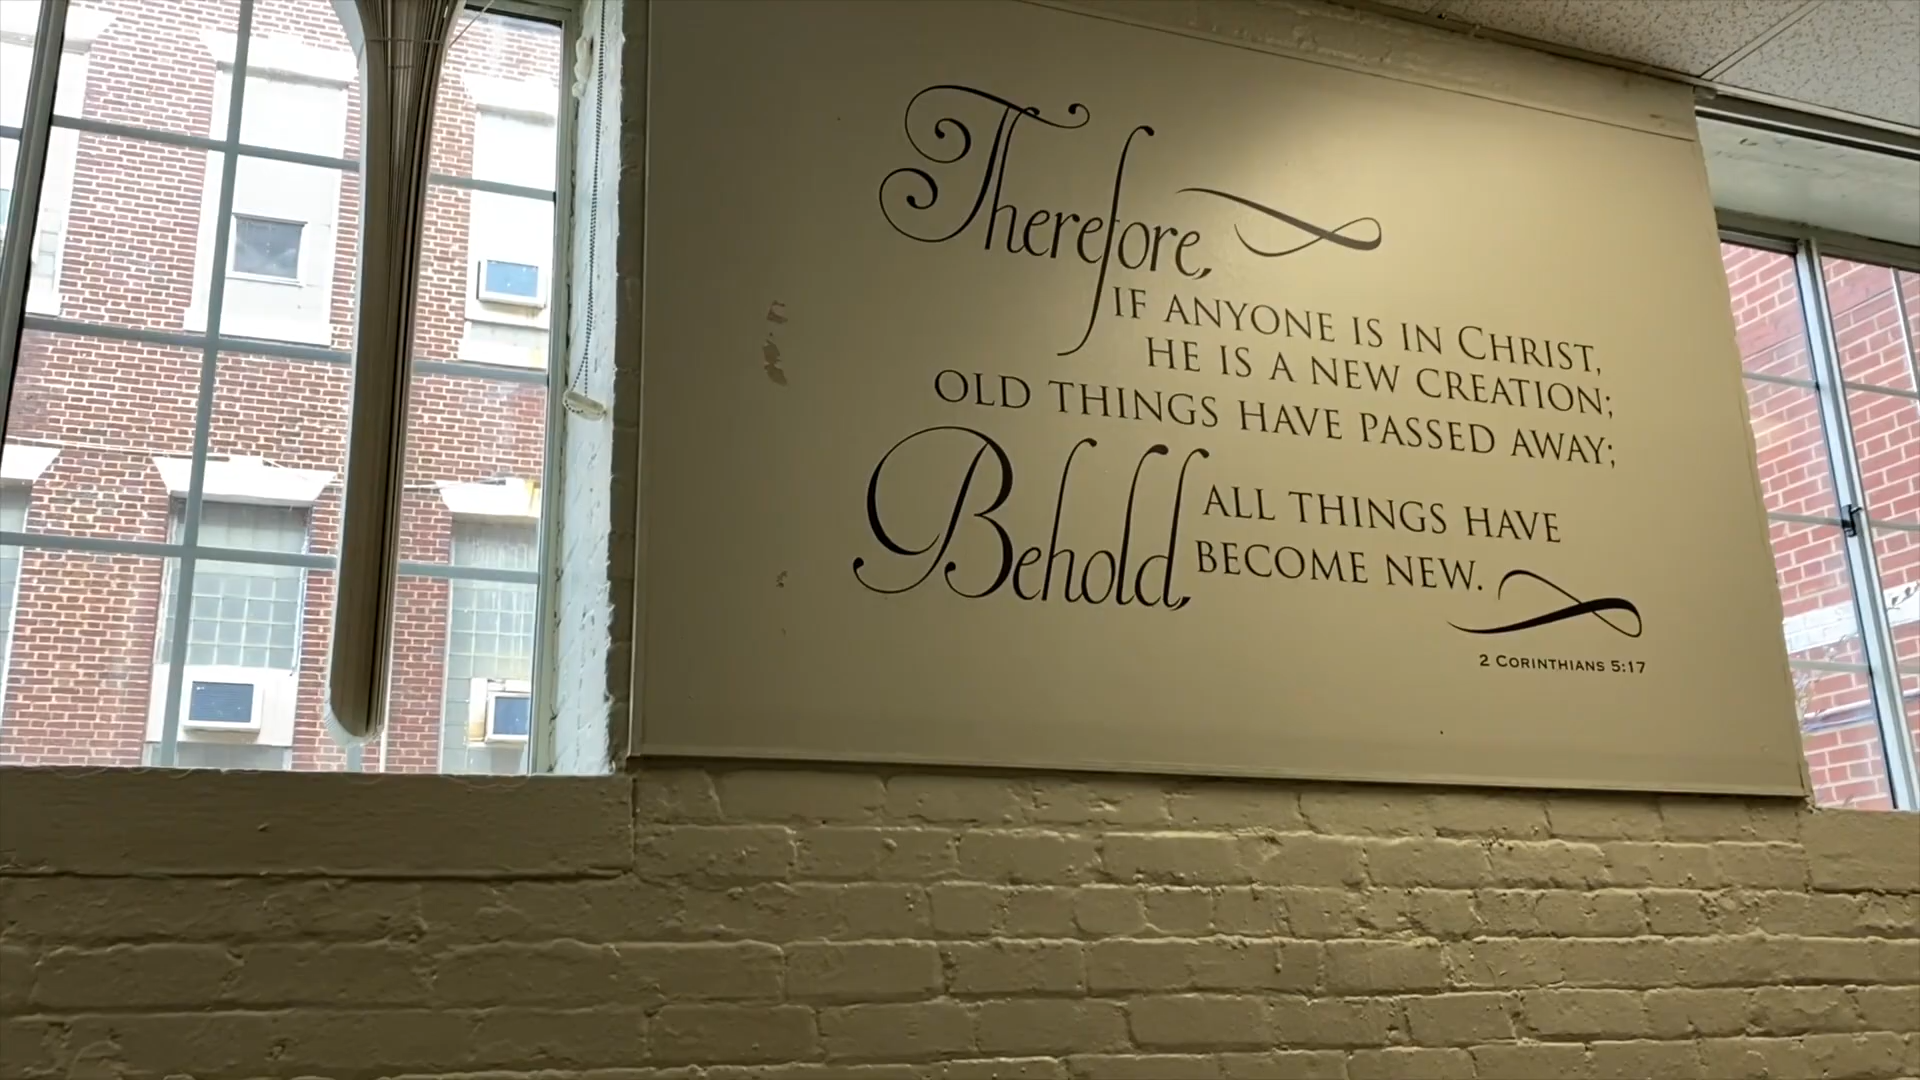 Therefore,
IF ANYONE IS IN CHRIST,
HE IS A NEW CREATION;
OLD THINGS HAVE PASSED AWAY;
Behold, ALL THINGS HAVE
BECOME NEW.
2 CORINTHIANS 5:17